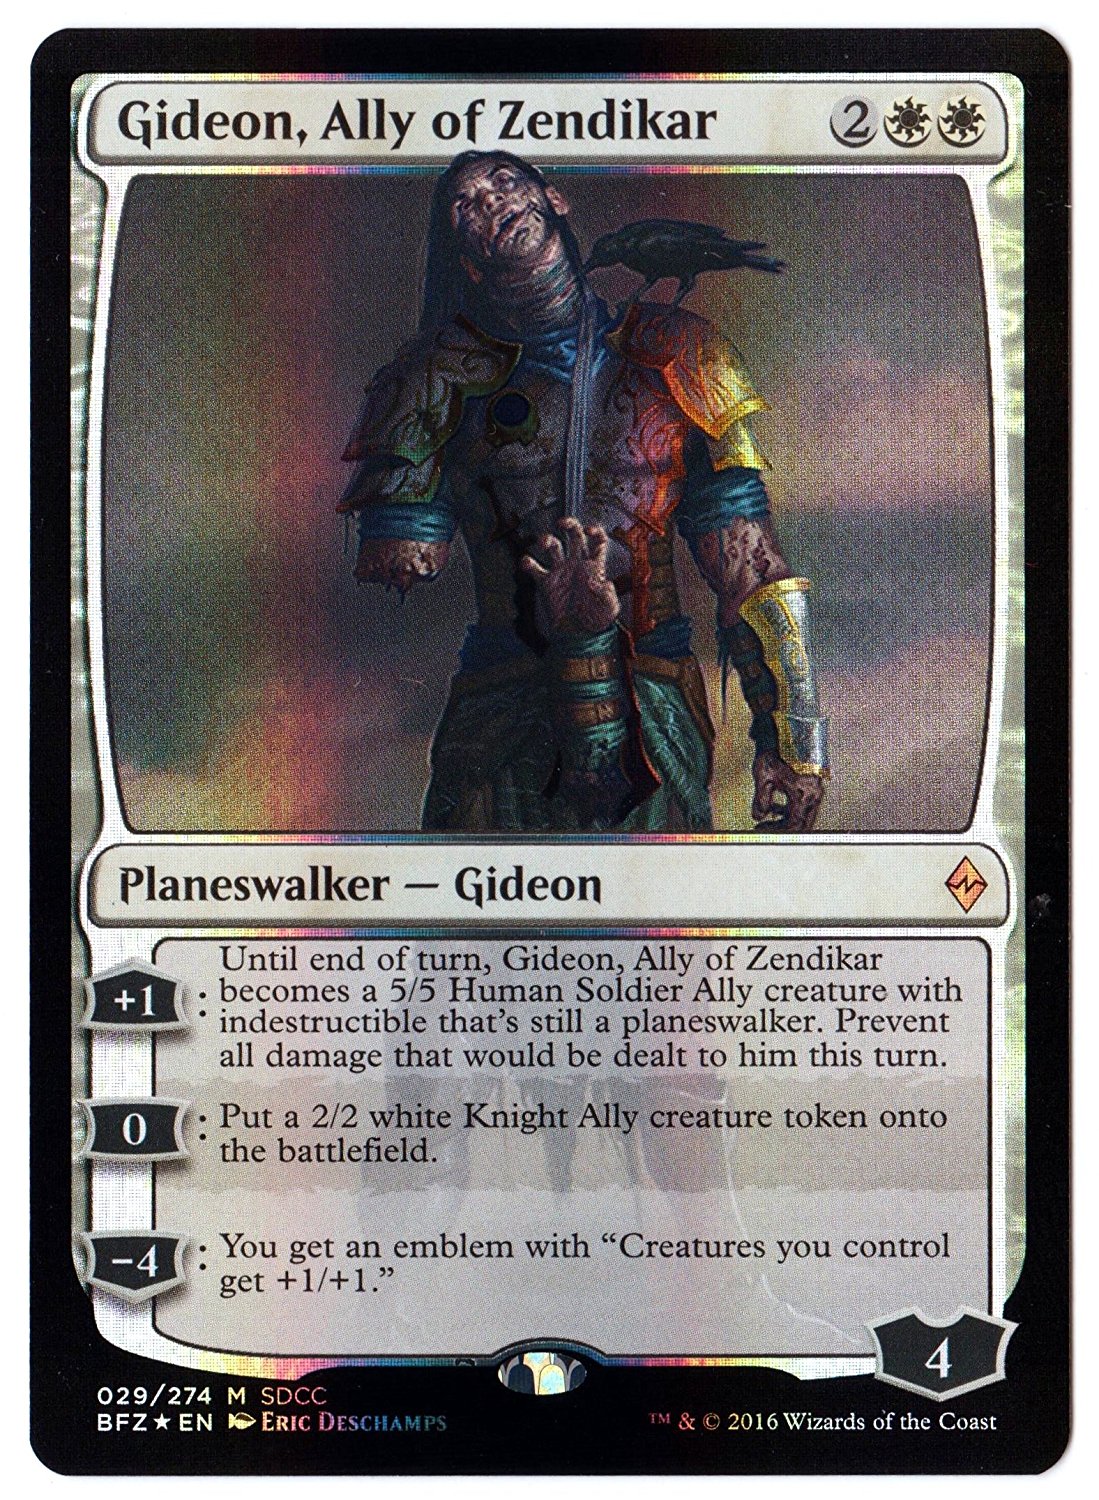 Gideon, Ally of Zendikar 2
Planeswalker — Gideon
Until end of turn, Gideon, Ally of Zendikar
+1 : becomes a 5/5 Human Soldier Ally creature with
indestructible that's still a planeswalker. Prevent
all damage that would be dealt to him this turn.
0 : Put a 2/2 white Knight Ally creature token onto
the battlefield.
−4 : You get an emblem with “Creatures you control
get +1/+1.”
4
029/274 M SDCC
BFZ★EN Eric Deschamps
™ & © 2016 Wizards of the Coast